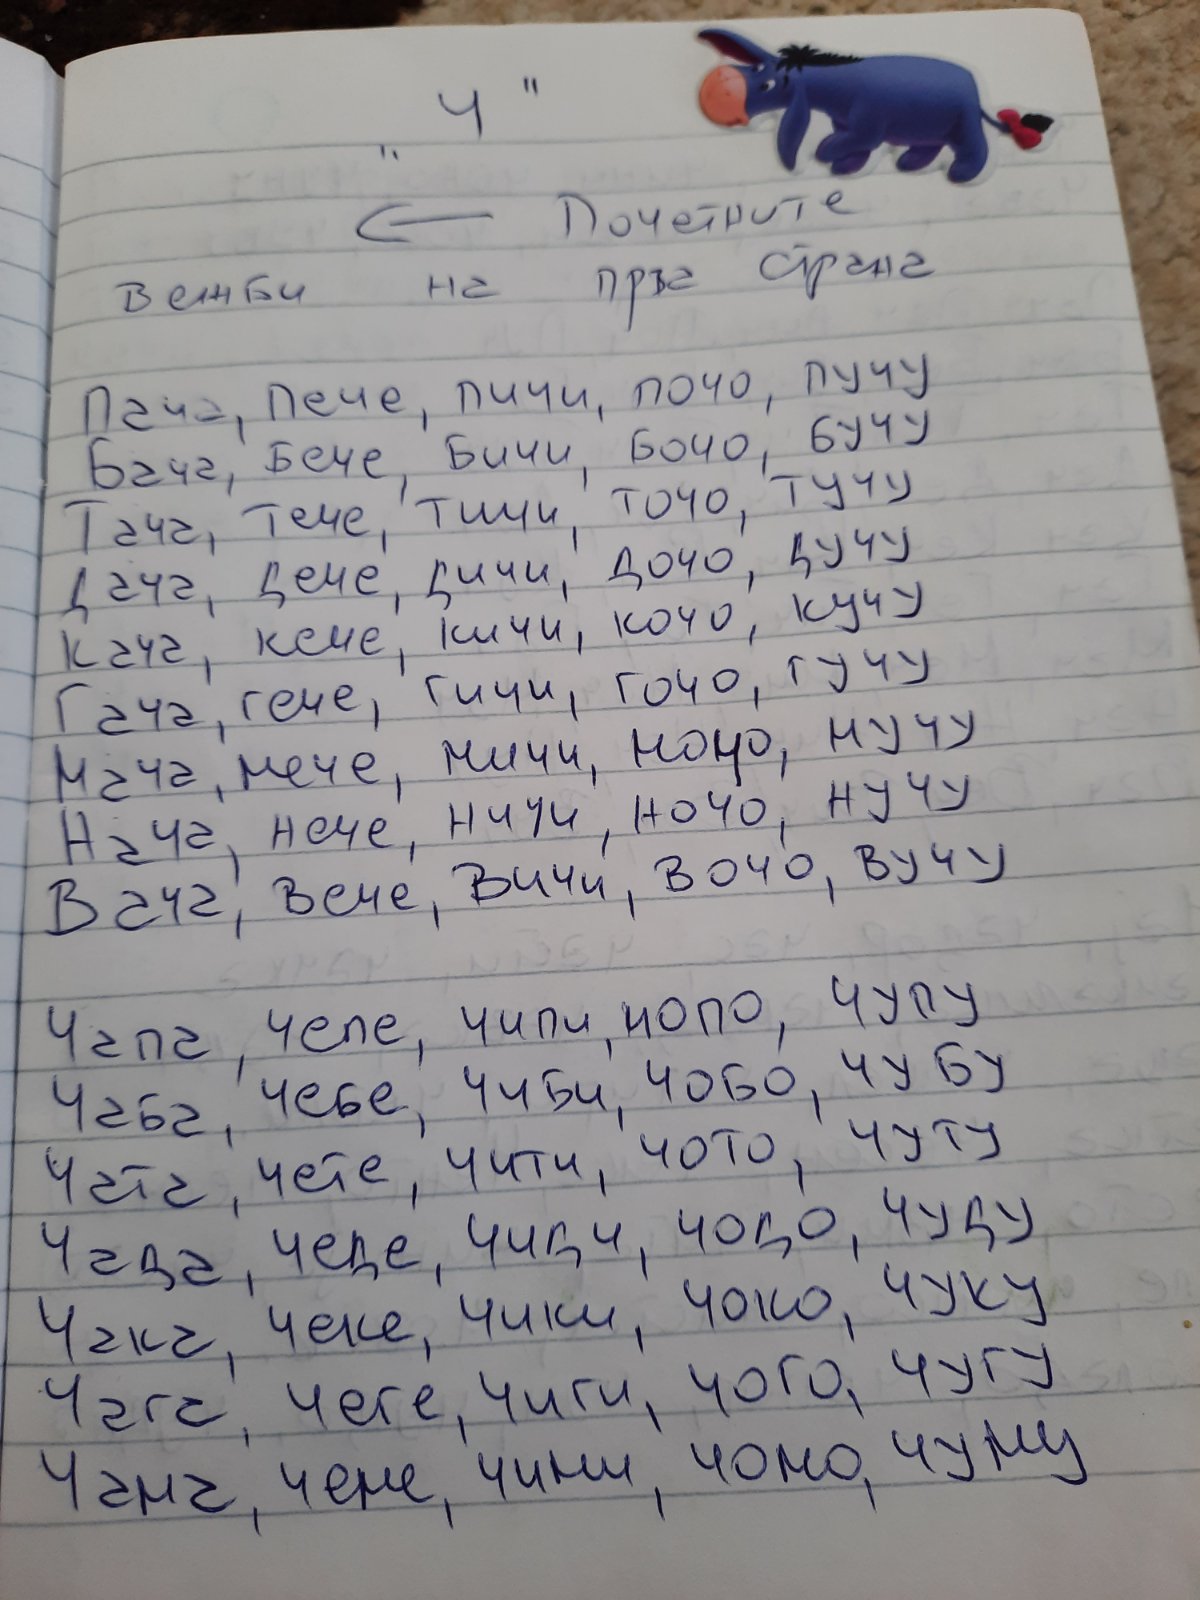 „Ч"
← Почетните
вежби на прва страна
Пача, пече, пичи, почо, пучу
Бача, бече, бичи, бочо, бучу
Тача, тече, тичи, точо, тучу
Дача, дече, дичи, дочо, дучу
Кача, кече, кичи, кочо, кучу
Гача, гече, гичи, гочо, гучу
Мача, мече, мичи, мочо, мучу
Нача, нече, ничи, ночо, нучу
Вача, вече, вичи, вочо, вучу
Чапа, чепе, чипи, чопо, чупу
Чаба, чебе, чиби, чобо, чубу
Чата, чете, чити, чото, чуту
Чада, чеде, чиди, чодо, чуду
Чака, чеке, чики, чоко, чуку
Чага, чеге, чиги, чого, чугу
Чама, чеме, чими, чомо, чуму